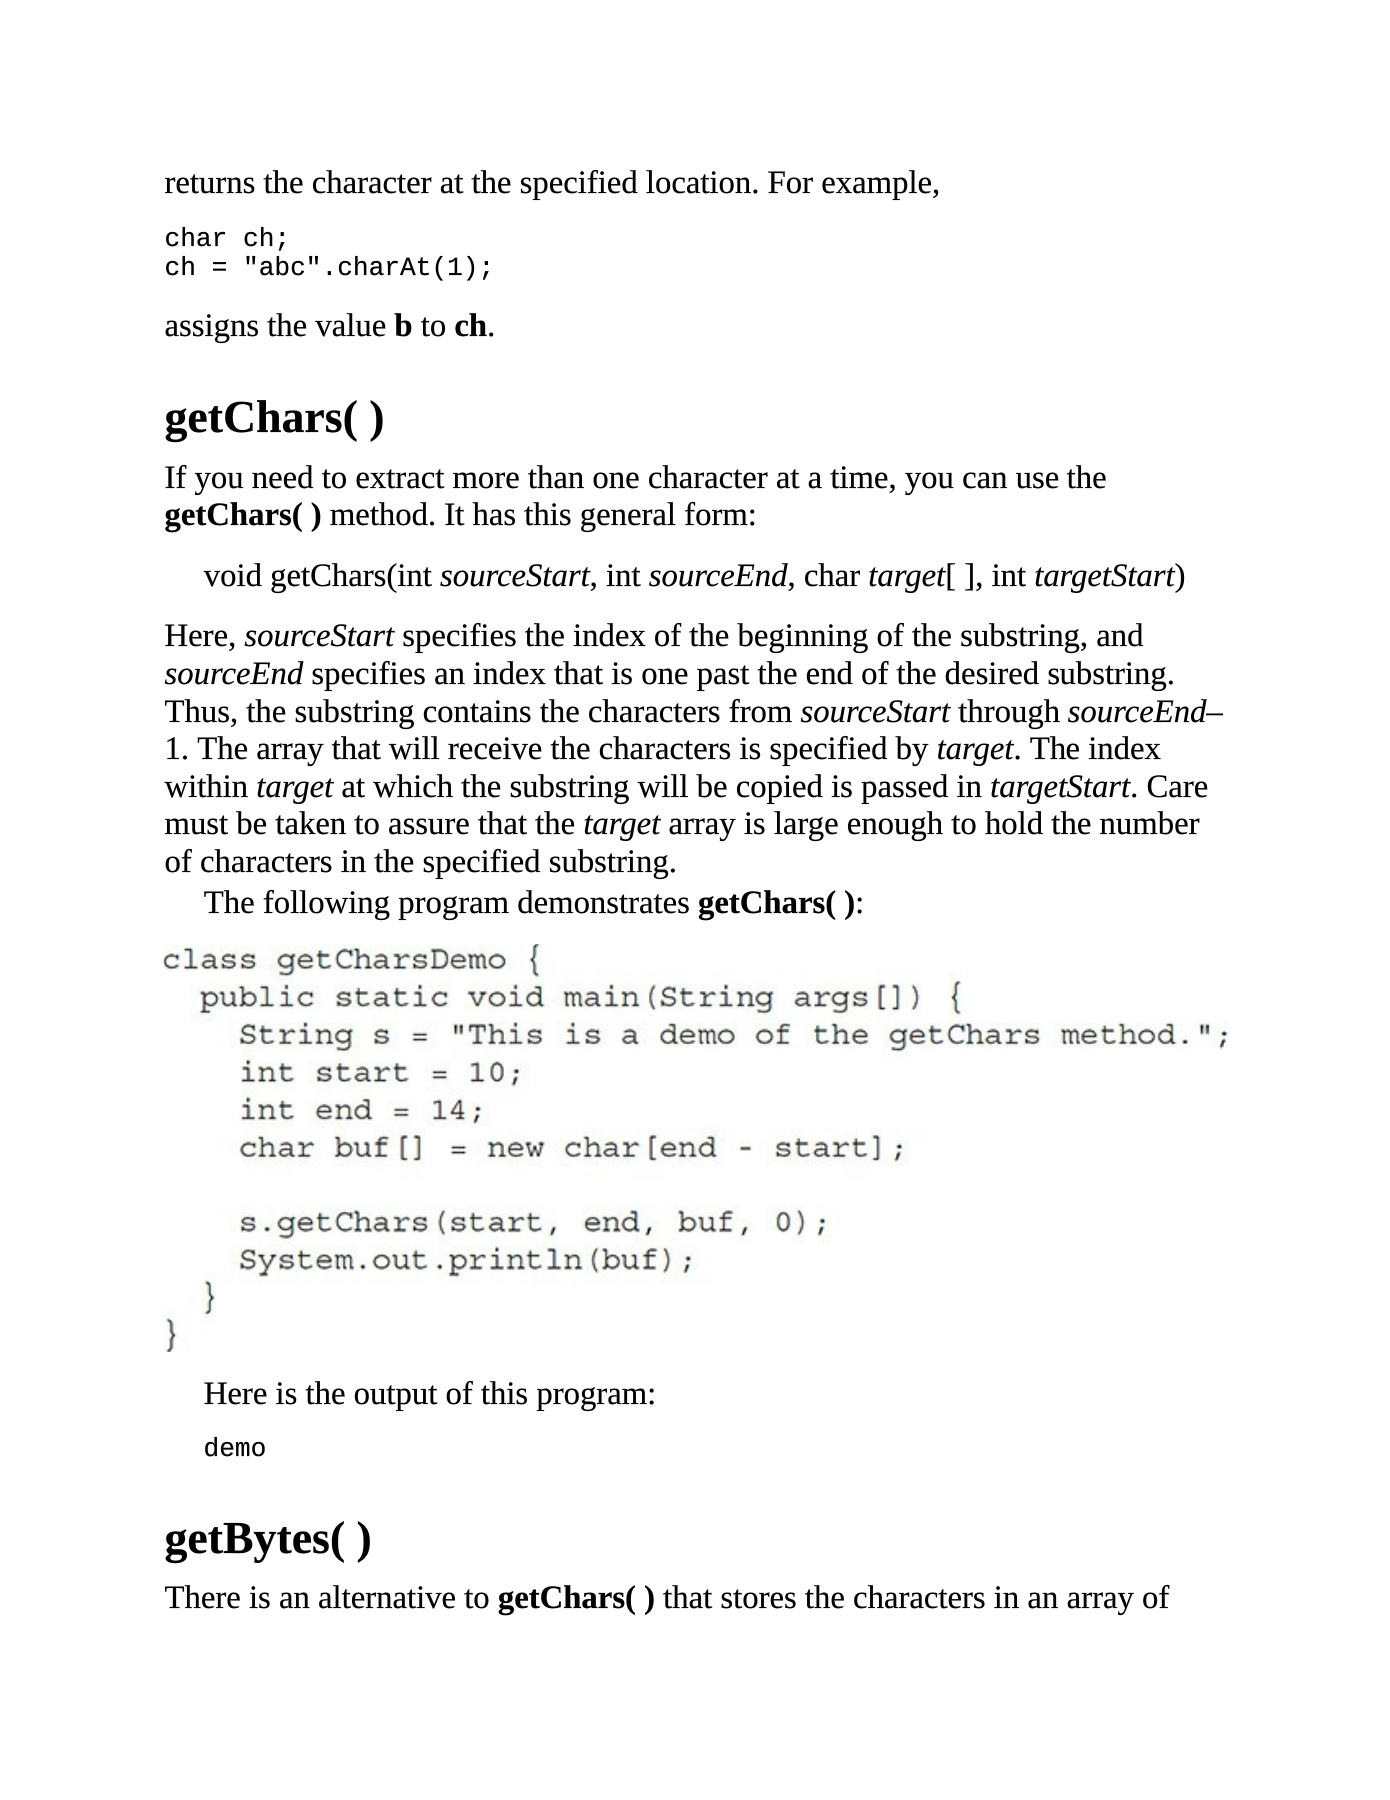 returns the character at the specified location. For example,
char ch;
ch = "abc".charAt(1);
assigns the value b to ch.
getChars( )
If you need to extract more than one character at a time, you can use the
getChars( ) method. It has this general form:
void getChars(int sourceStart, int sourceEnd, char target[ ], int targetStart)
Here, sourceStart specifies the index of the beginning of the substring, and
sourceEnd specifies an index that is one past the end of the desired substring.
Thus, the substring contains the characters from sourceStart through sourceEnd–
1. The array that will receive the characters is specified by target. The index
within target at which the substring will be copied is passed in targetStart. Care
must be taken to assure that the target array is large enough to hold the number
of characters in the specified substring.
The following program demonstrates getChars( ):
class getCharsDemo {
  public static void main(String args[]) {
    String s = "This is a demo of the getChars method.";
    int start = 10;
    int end = 14;
    char buf[] = new char[end - start];
    s.getChars(start, end, buf, 0);
    System.out.println(buf);
  }
}
Here is the output of this program:
demo
getBytes( )
There is an alternative to getChars( ) that stores the characters in an array of